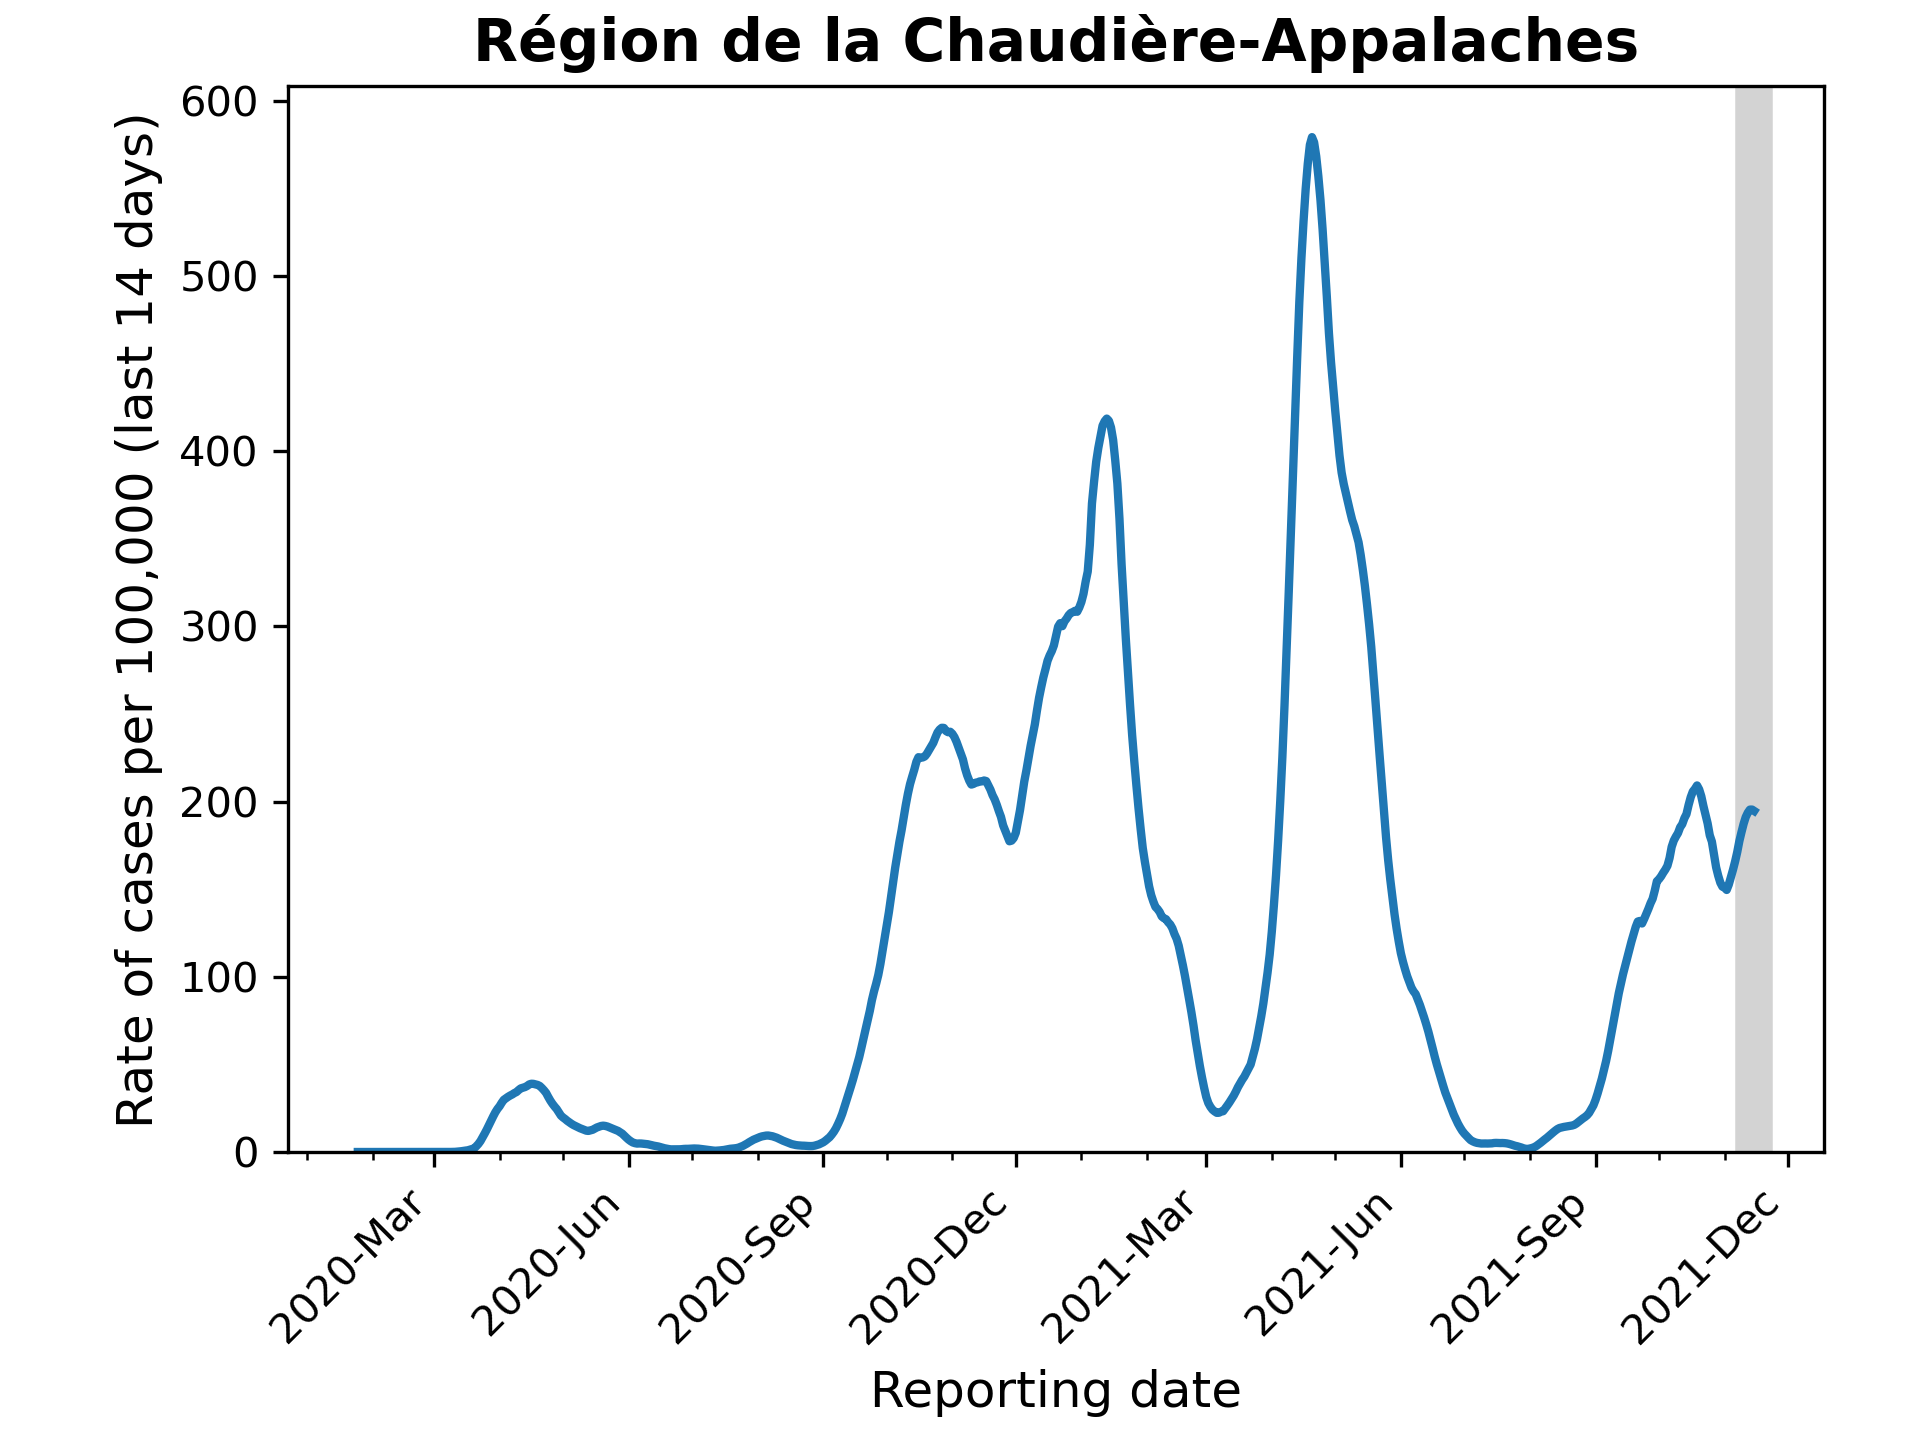 Région de la Chaudière-Appalaches
Rate of cases per 100,000 (last 14 days)
600
500
400
300
200
100
0
2020-Mar
2020-Jun
2020-Sep
2020-Dec
2021-Mar
2021-Jun
2021-Sep
2021-Dec
Reporting date